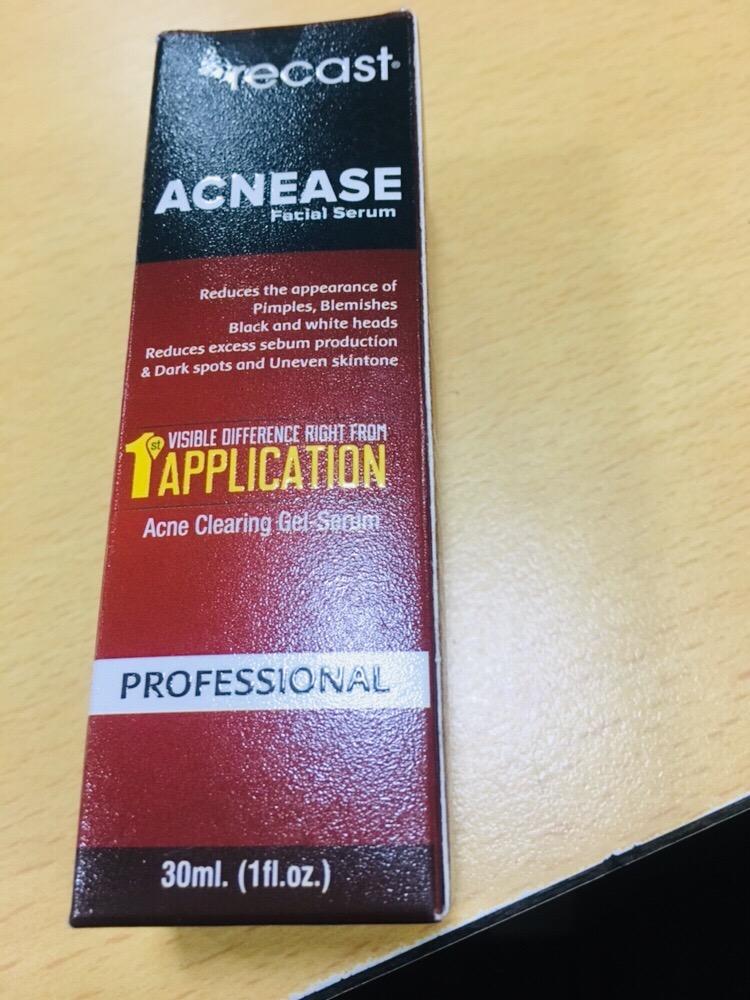 recast®
ACNEASE
Facial Serum
Reduces the appearance of
Pimples, Blemishes
Black and white heads
Reduces excess sebum production
& Dark spots and Uneven skintone
1st VISIBLE DIFFERENCE RIGHT FROM
APPLICATION
Acne Clearing Gel Serum
PROFESSIONAL
30ml. (1fl.oz.)